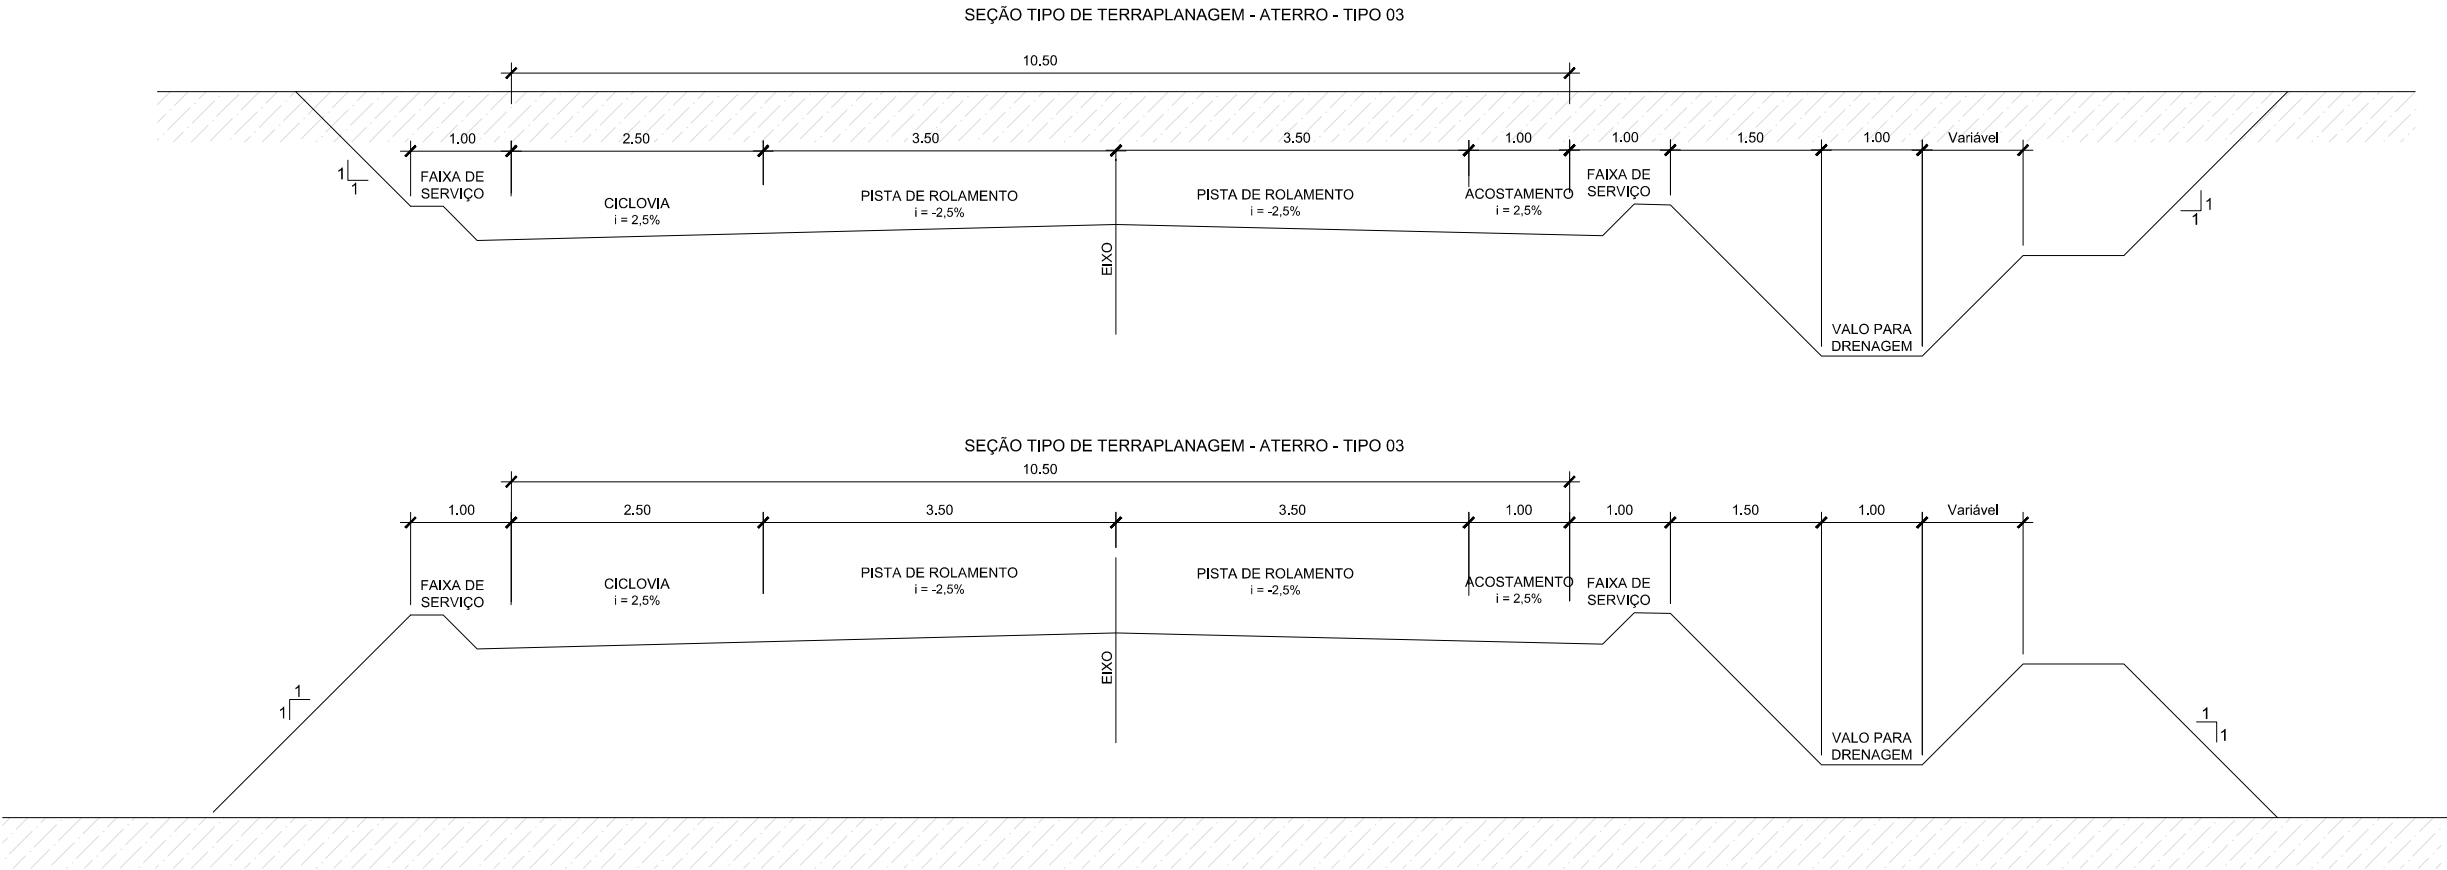 SEÇÃO TIPO DE TERRAPLANAGEM - ATERRO - TIPO 03
10.50
1.00 2.50 3.50 3.50 1.00 1.00 1.50 1.00 Variável
1
1
FAIXA DE
SERVIÇO
CICLOVIA
i = 2,5%
PISTA DE ROLAMENTO
i = -2,5%
PISTA DE ROLAMENTO
i = -2,5%
ACOSTAMENTO
i = 2,5%
FAIXA DE
SERVIÇO
1
1
EIXO
VALO PARA
DRENAGEM
SEÇÃO TIPO DE TERRAPLANAGEM - ATERRO - TIPO 03
10.50
1.00 2.50 3.50 3.50 1.00 1.00 1.50 1.00 Variável
FAIXA DE
SERVIÇO
CICLOVIA
i = 2,5%
PISTA DE ROLAMENTO
i = -2,5%
PISTA DE ROLAMENTO
i = -2,5%
ACOSTAMENTO
i = 2,5%
FAIXA DE
SERVIÇO
EIXO
1
1
VALO PARA
DRENAGEM
1
1